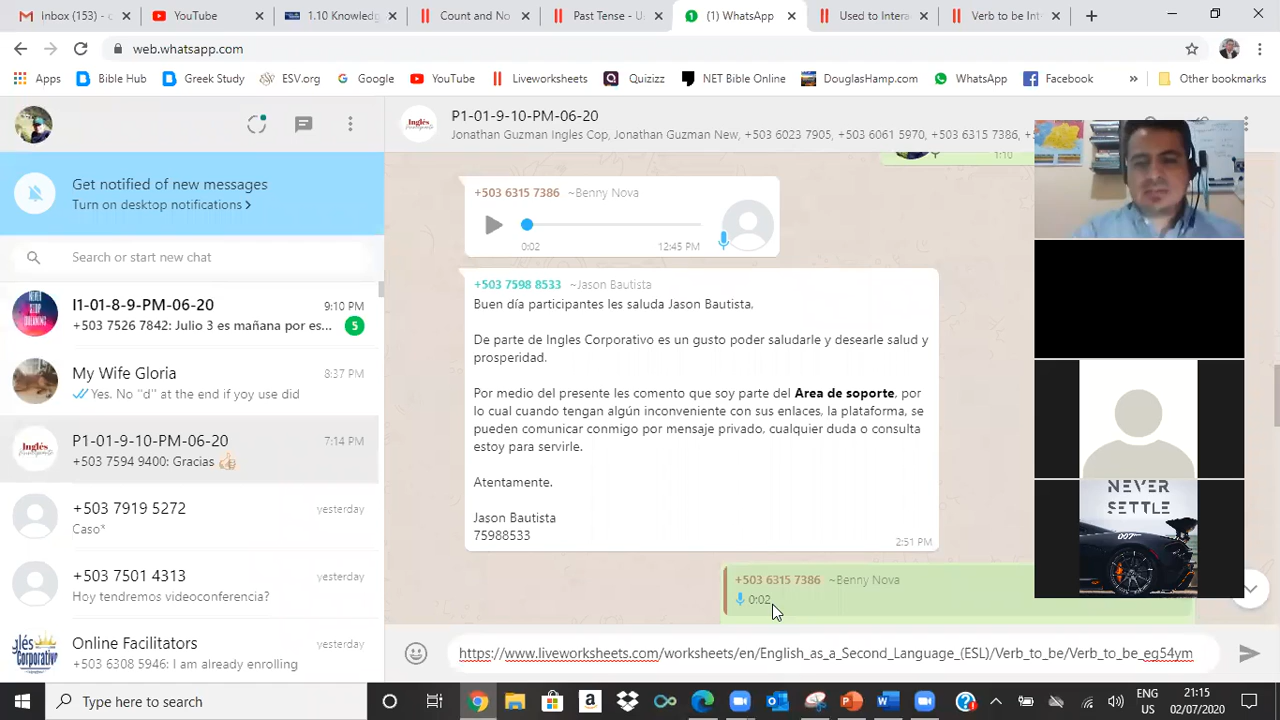 Inbox (153) - c
YouTube
1.10 Knowledg
Count and No
Past Tense - U
(1) WhatsApp
Used to Intera
Verb to be Int
web.whatsapp.com
Apps
Bible Hub
Greek Study
ESV.org
Google
YouTube
Liveworksheets
Quizizz
NET Bible Online
DouglasHamp.com
WhatsApp
Facebook
»
Other bookmarks
Get notified of new messages
Turn on desktop notifications >
Search or start new chat
I1-01-8-9-PM-06-20
9:10 PM
+503 7526 7842: Julio 3 es mañana por es...
5
My Wife Gloria
8:37 PM
Yes. No "d" at the end if yoy use did
P1-01-9-10-PM-06-20
7:14 PM
+503 7594 9400: Gracias 👍🏻
+503 7919 5272
yesterday
Caso*
+503 7501 4313
yesterday
Hoy tendremos videoconferencia?
Online Facilitators
yesterday
+503 6308 5946: I am already enrolling
P1-01-9-10-PM-06-20
Jonathan Guzman Ingles Cop, Jonathan Guzman New, +503 6023 7905, +503 6061 5970, +503 6315 7386, +
1:10
+503 6315 7386 ~Benny Nova
0:02
12:45 PM
+503 7598 8533 ~Jason Bautista
Buen día participantes les saluda Jason Bautista,
De parte de Ingles Corporativo es un gusto poder saludarle y desearle salud y
prosperidad.
Por medio del presente les comento que soy parte del Area de soporte, por
lo cual cuando tengan algún inconveniente con sus enlaces, la plataforma, se
pueden comunicar conmigo por mensaje privado, cualquier duda o consulta
estoy para servirle.
Atentamente.
Jason Bautista
75988533
2:51 PM
+503 6315 7386 ~Benny Nova
0:02
https://www.liveworksheets.com/worksheets/en/English_as_a_Second_Language_(ESL)/Verb_to_be/Verb_to_be_eg54ym
NEVER
SETTLE
007
Type here to search
ENG
US
21:15
02/07/2020